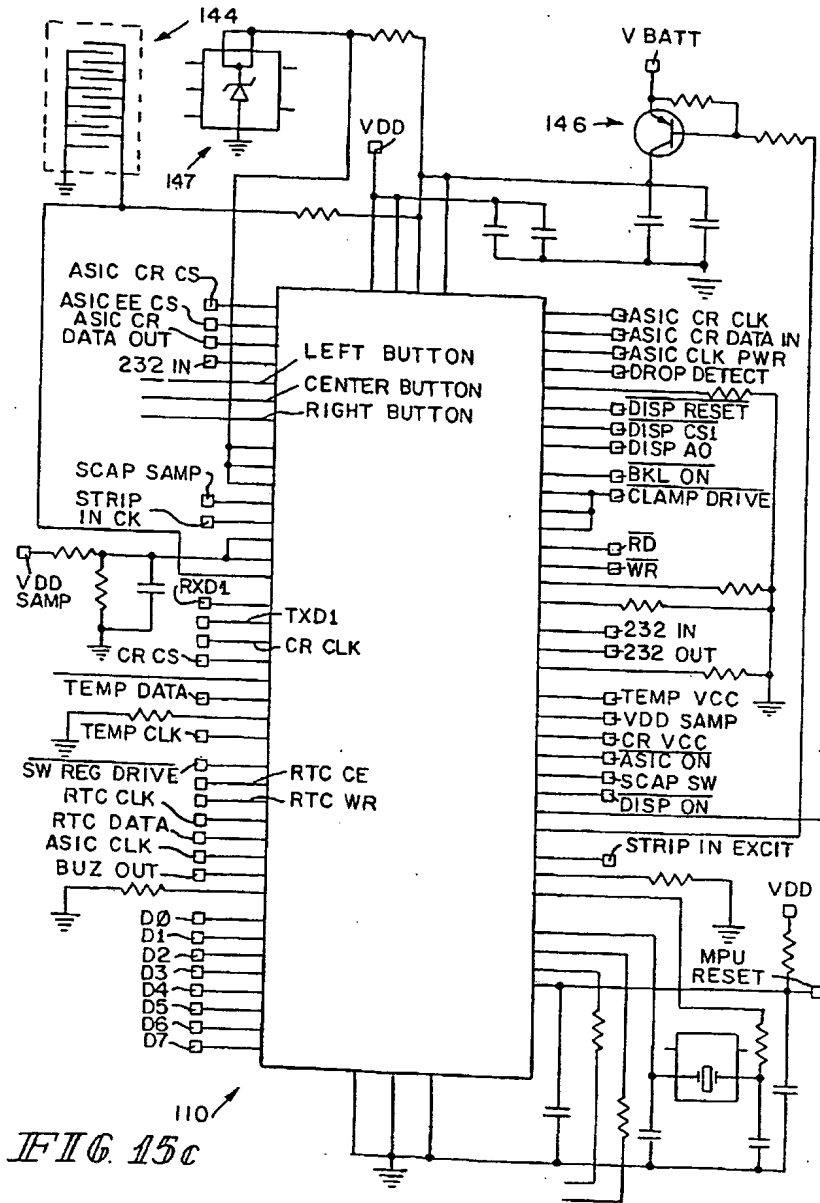 144
147
VDD
V BATT
146
ASIC CR CS
ASIC EE CS
ASIC CR
DATA OUT
232 IN
LEFT BUTTON
CENTER BUTTON
RIGHT BUTTON
SCAP SAMP
STRIP
IN CK
VDD
SAMP
RXD1
TXD1
CR CLK
CR CS
TEMP DATA
TEMP CLK
SW REG DRIVE
RTC CE
RTC WR
RTC CLK
RTC DATA
ASIC CLK
BUZ OUT
DØ
D1
D2
D3
D4
D5
D6
D7
ASIC CR CLK
ASIC CR DATA IN
ASIC CLK PWR
DROP DETECT
DISP RESET
DISP CS1
DISP AO
BKL ON
CLAMP DRIVE
RD
WR
232 IN
232 OUT
TEMP VCC
VDD SAMP
CR VCC
ASIC ON
SCAP SW
DISP ON
STRIP IN EXCIT
VDD
MPU
RESET
110
FIG. 15c